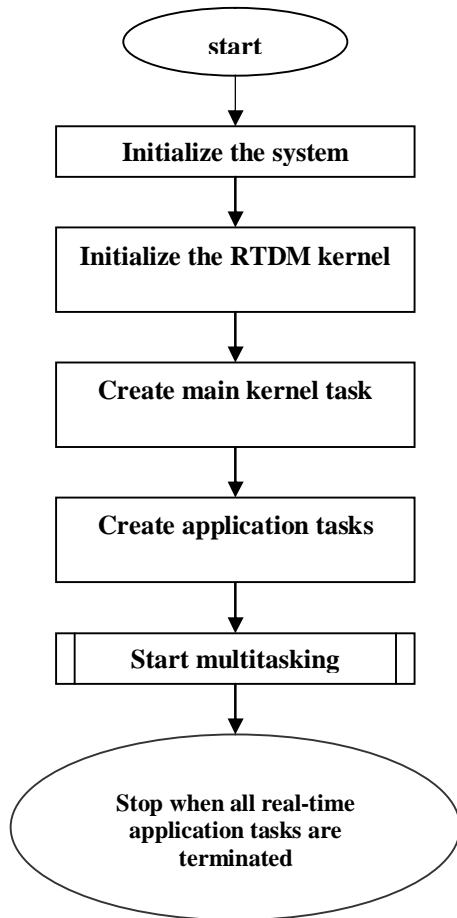 start
Initialize the system
Initialize the RTDM kernel
Create main kernel task
Create application tasks
Start multitasking
Stop when all real-time
application tasks are
terminated